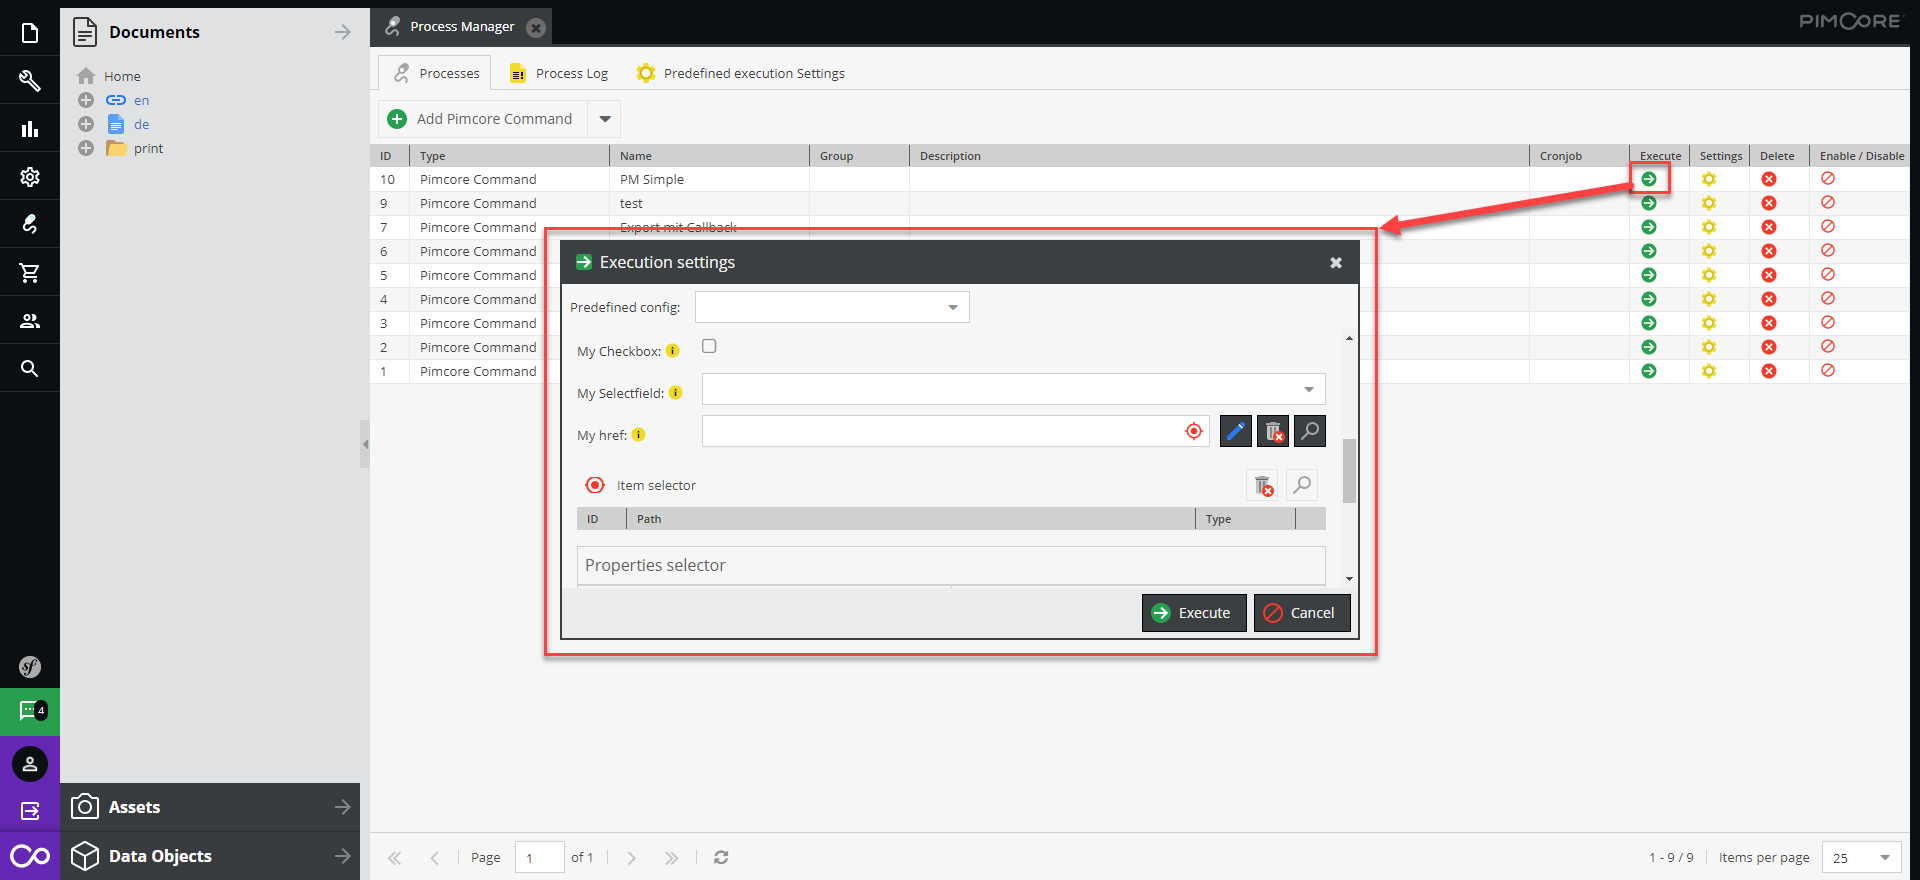 Documents
Process Manager
PIMCORE
Processes
Process Log
Predefined execution Settings
Home
en
de
print
Add Pimcore Command
ID Type Name Group Description Cronjob Execute Settings Delete Enable / Disable
10 Pimcore Command PM Simple
9 Pimcore Command test
7 Pimcore Command Export mit Callback
6 Pimcore Command
5 Pimcore Command
4 Pimcore Command
3 Pimcore Command
2 Pimcore Command
1 Pimcore Command
Execution settings
Predefined config:
My Checkbox: i
My Selectfield: i
My href: i
Item selector
ID Path Type
Properties selector
Execute Cancel
sf
4
Assets
Data Objects
Page 1 of 1
1 - 9 / 9 Items per page 25